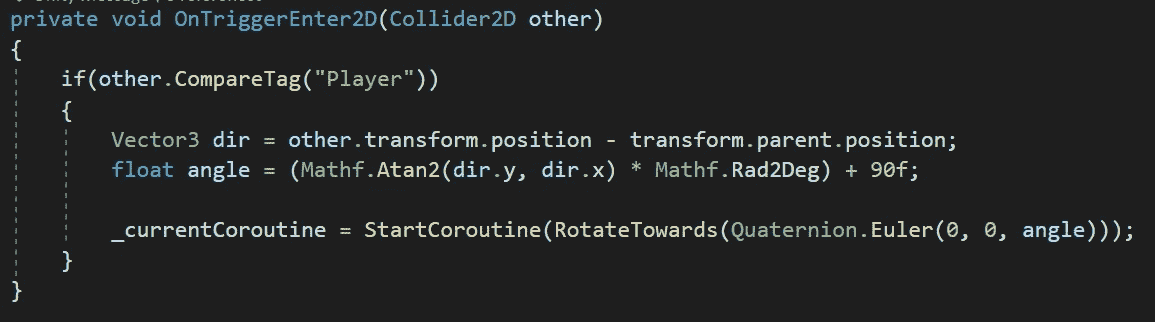 private void OnTriggerEnter2D(Collider2D other)
{
if(other.CompareTag("Player"))
{
Vector3 dir = other.transform.position - transform.parent.position;
float angle = (Mathf.Atan2(dir.y, dir.x) * Mathf.Rad2Deg) + 90f;
_currentCoroutine = StartCoroutine(RotateTowards(Quaternion.Euler(0, 0, angle)));
}
}